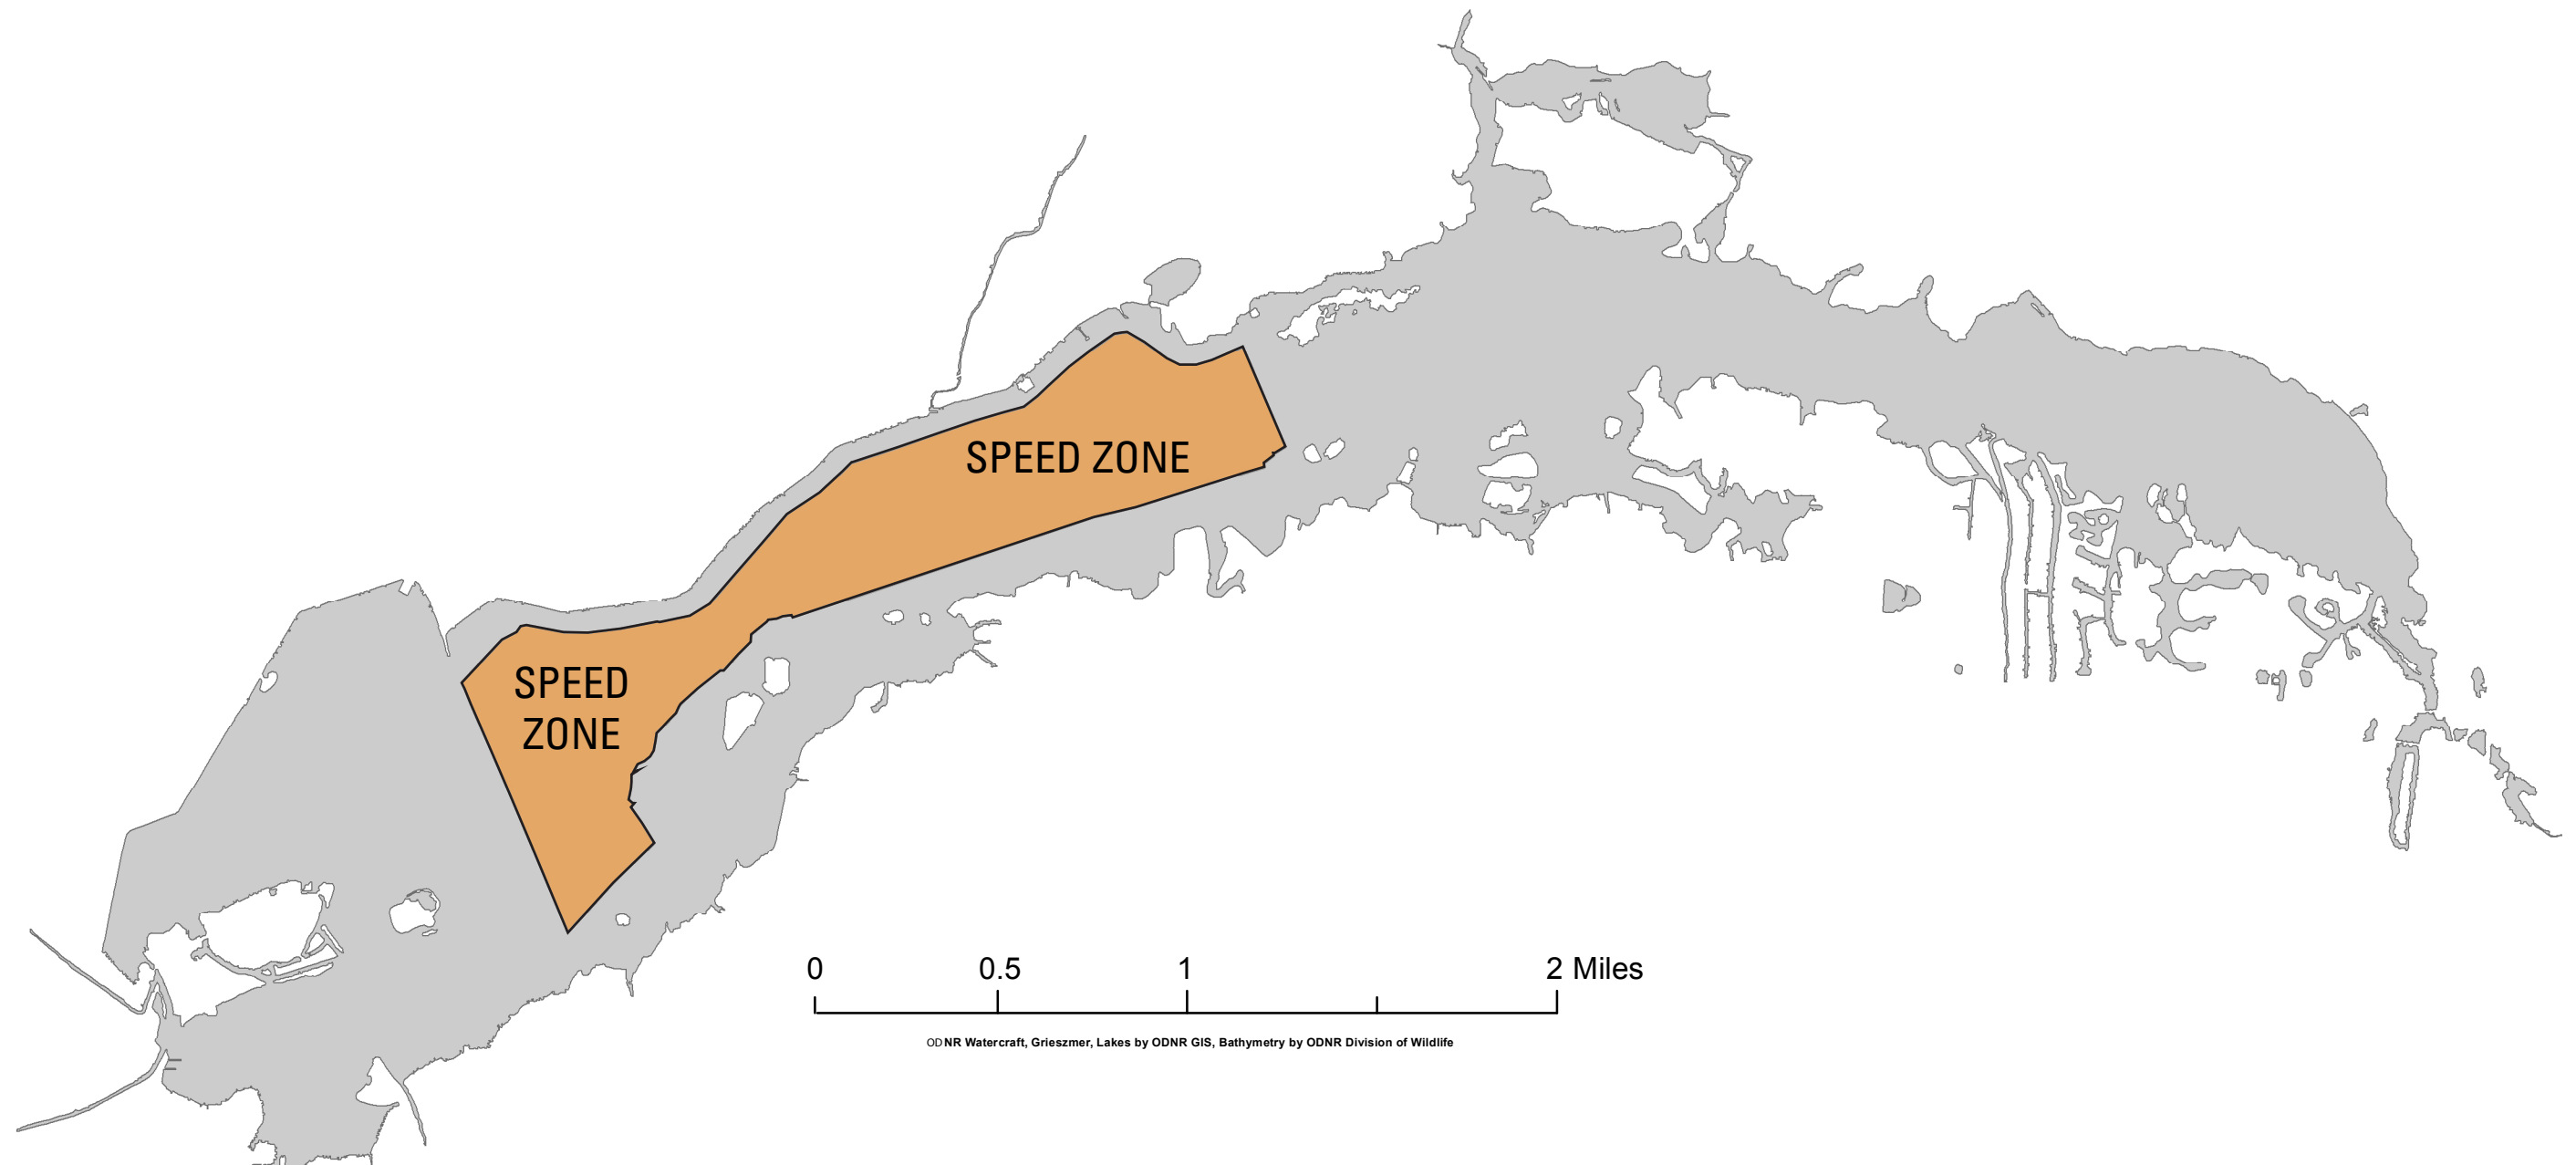 SPEED ZONE
SPEED
ZONE
0 0.5 1 2 Miles
ODNR Watercraft, Grieszmer, Lakes by ODNR GIS, Bathymetry by ODNR Division of Wildlife